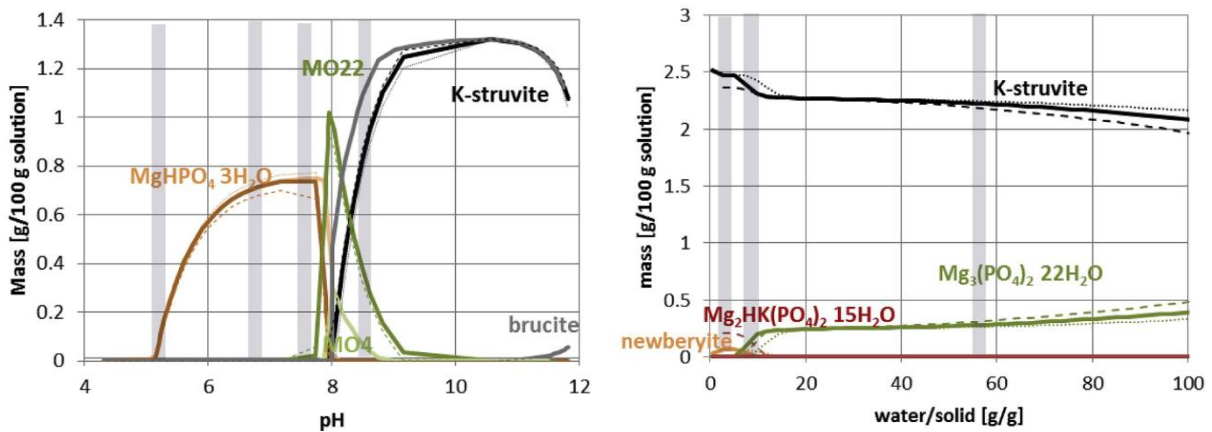 Mass [g/100 g solution]
1.4
1.2
1
0.8
0.6
0.4
0.2
0
MO22
K-struvite
MgHPO₄ 3H₂O
brucite
MO4
4
6
8
10
12
pH
mass [g/100 g solution]
3
2.5
2
1.5
1
0.5
0
K-struvite
Mg₃(PO₄)₂ 22H₂O
Mg₂HK(PO₄)₂ 15H₂O
newberyite
0
20
40
60
80
100
water/solid [g/g]